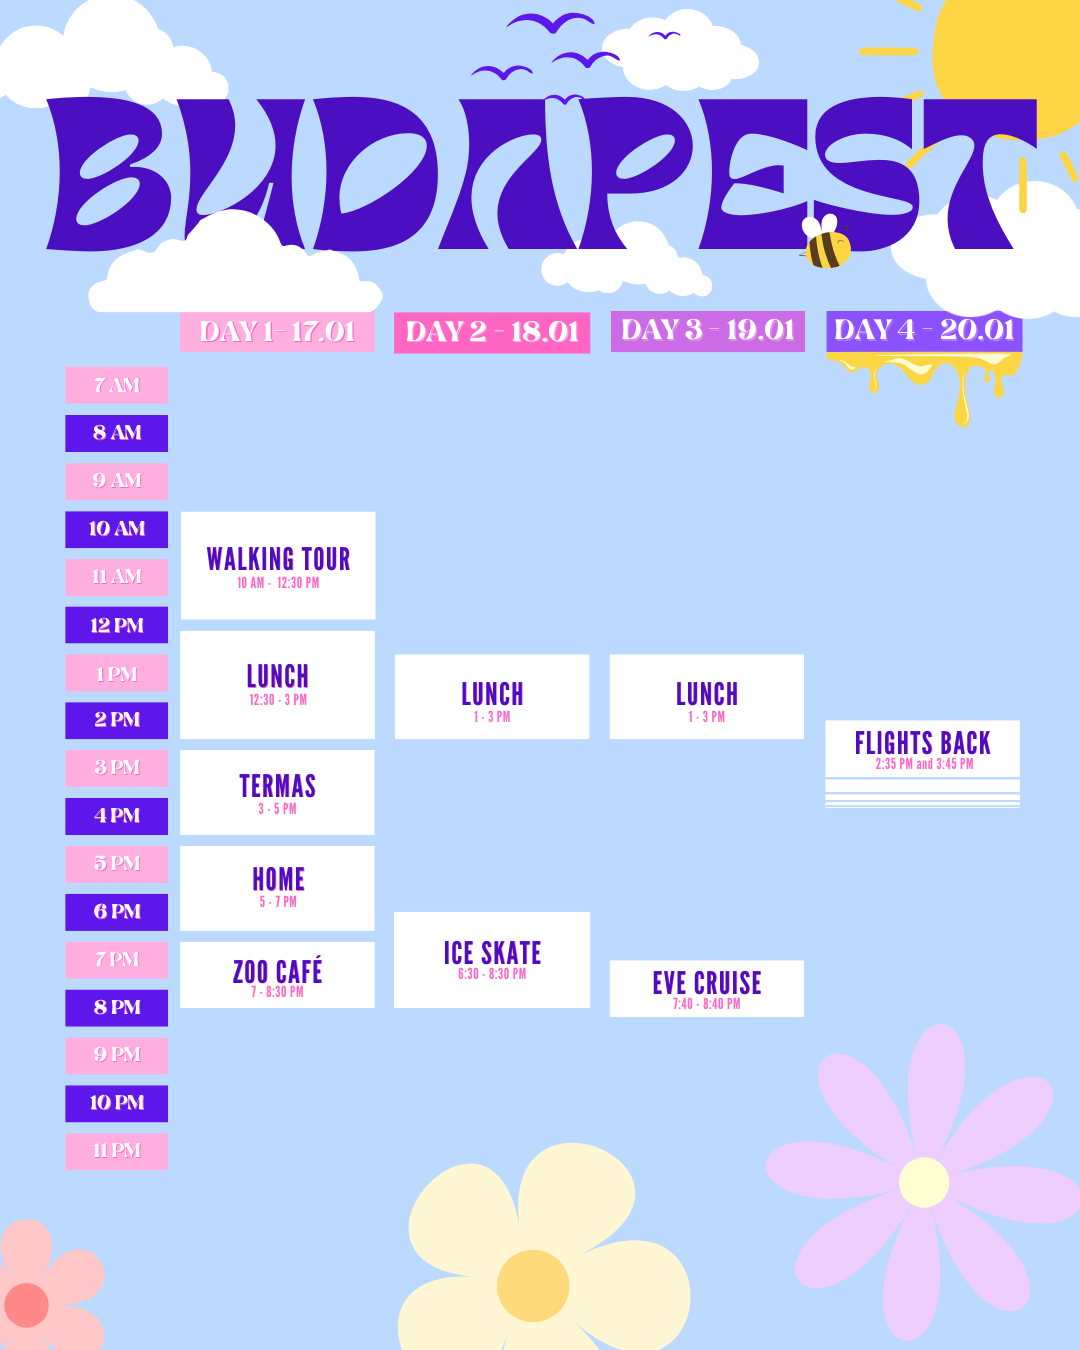 BUDAPEST
DAY 1- 17.01
DAY 2 - 18.01
DAY 3 - 19.01
DAY 4 - 20.01
7 AM
8 AM
9 AM
10 AM
11 AM
12 PM
1 PM
2 PM
3 PM
4 PM
5 PM
6 PM
7 PM
8 PM
9 PM
10 PM
11 PM
WALKING TOUR
10 AM - 12:30 PM
LUNCH
12:30 - 3 PM
TERMAS
3 - 5 PM
HOME
5 - 7 PM
ZOO CAFÉ
7 - 8:30 PM
LUNCH
1 - 3 PM
ICE SKATE
6:30 - 8:30 PM
LUNCH
1 - 3 PM
EVE CRUISE
7:40 - 8:40 PM
FLIGHTS BACK
2:35 PM and 3:45 PM